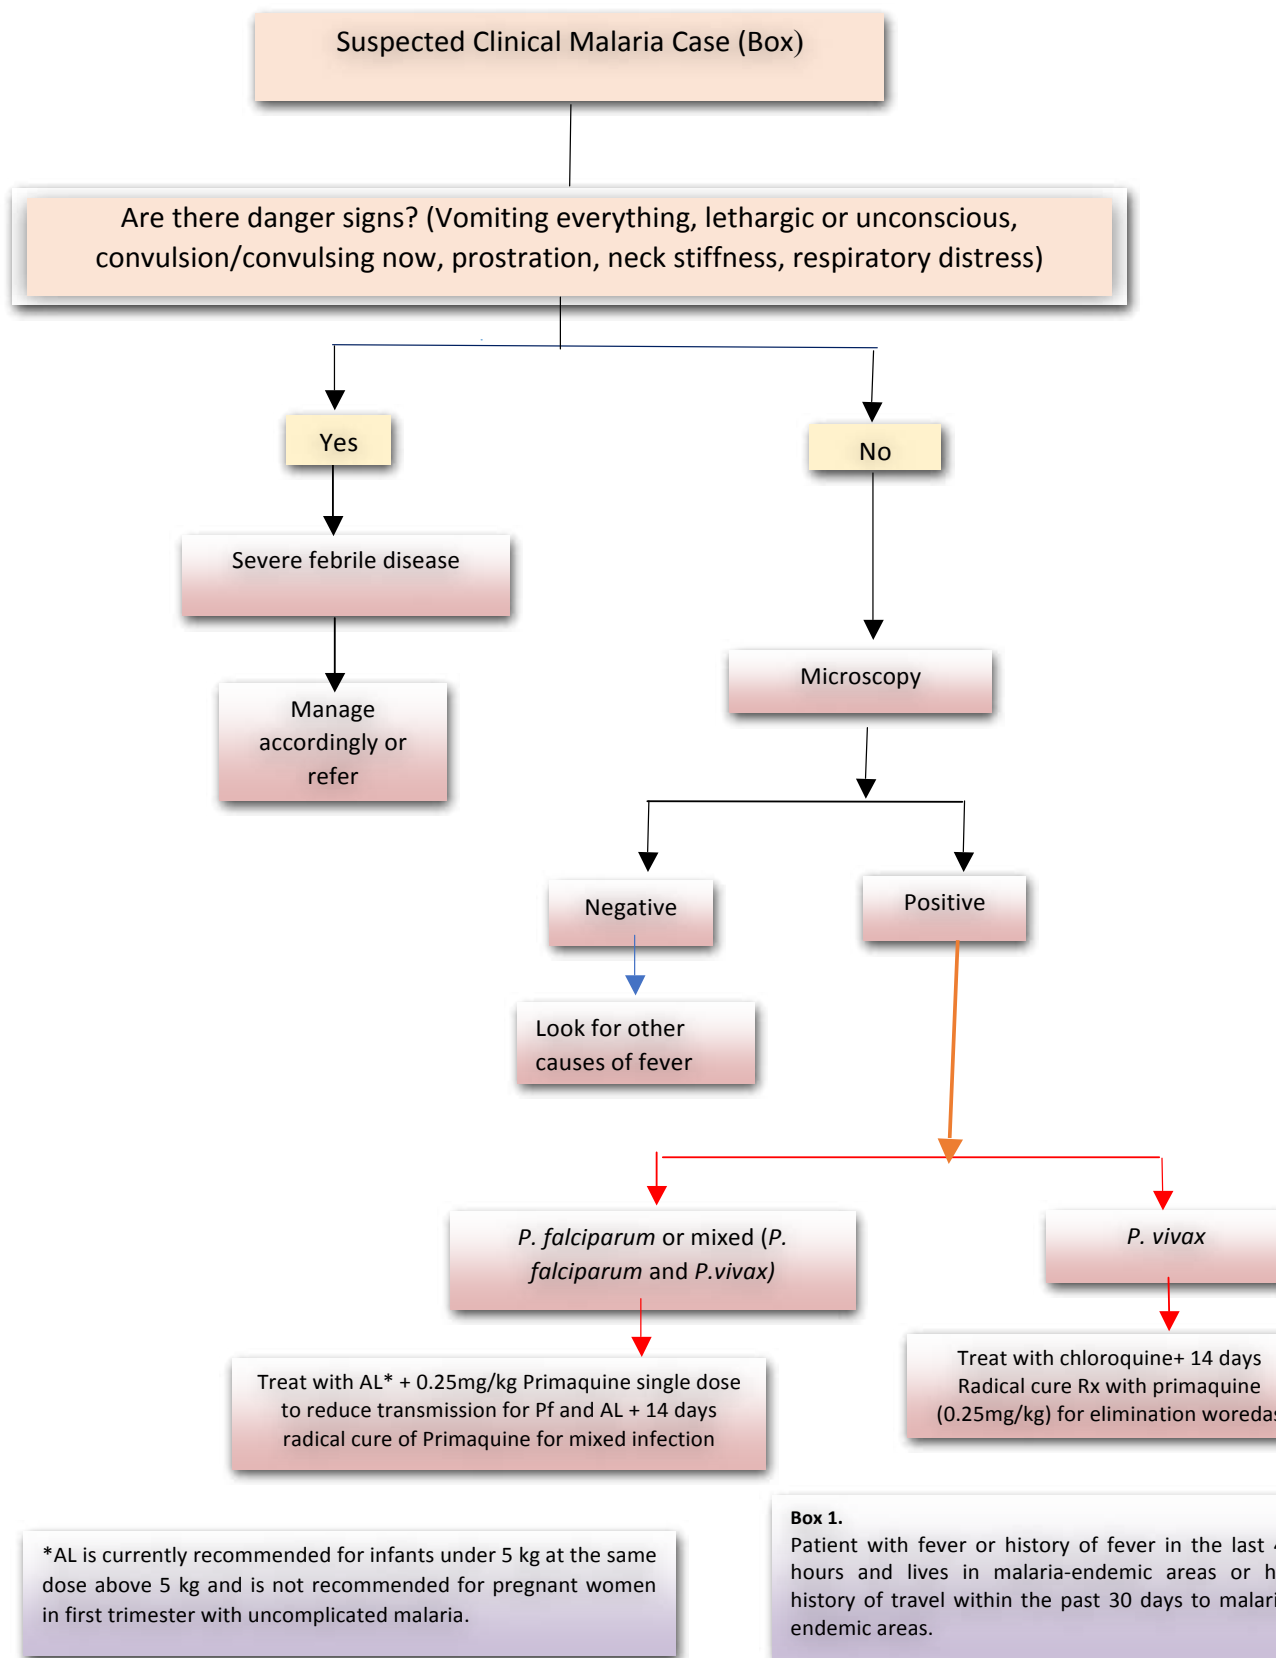 Suspected Clinical Malaria Case (Box)
Are there danger signs? (Vomiting everything, lethargic or unconscious,
convulsion/convulsing now, prostration, neck stiffness, respiratory distress)
Yes
No
Severe febrile disease
Manage
accordingly or
refer
Microscopy
Negative
Positive
Look for other
causes of fever
P. falciparum or mixed (P.
falciparum and P.vivax)
P. vivax
Treat with AL* + 0.25mg/kg Primaquine single dose
to reduce transmission for Pf and AL + 14 days
radical cure of Primaquine for mixed infection
Treat with chloroquine+ 14 days
Radical cure Rx with primaquine
(0.25mg/kg) for elimination woredas
*AL is currently recommended for infants under 5 kg at the same
dose above 5 kg and is not recommended for pregnant women
in first trimester with uncomplicated malaria.
Box 1.
Patient with fever or history of fever in the last
hours and lives in malaria-endemic areas or
history of travel within the past 30 days to
endemic areas.